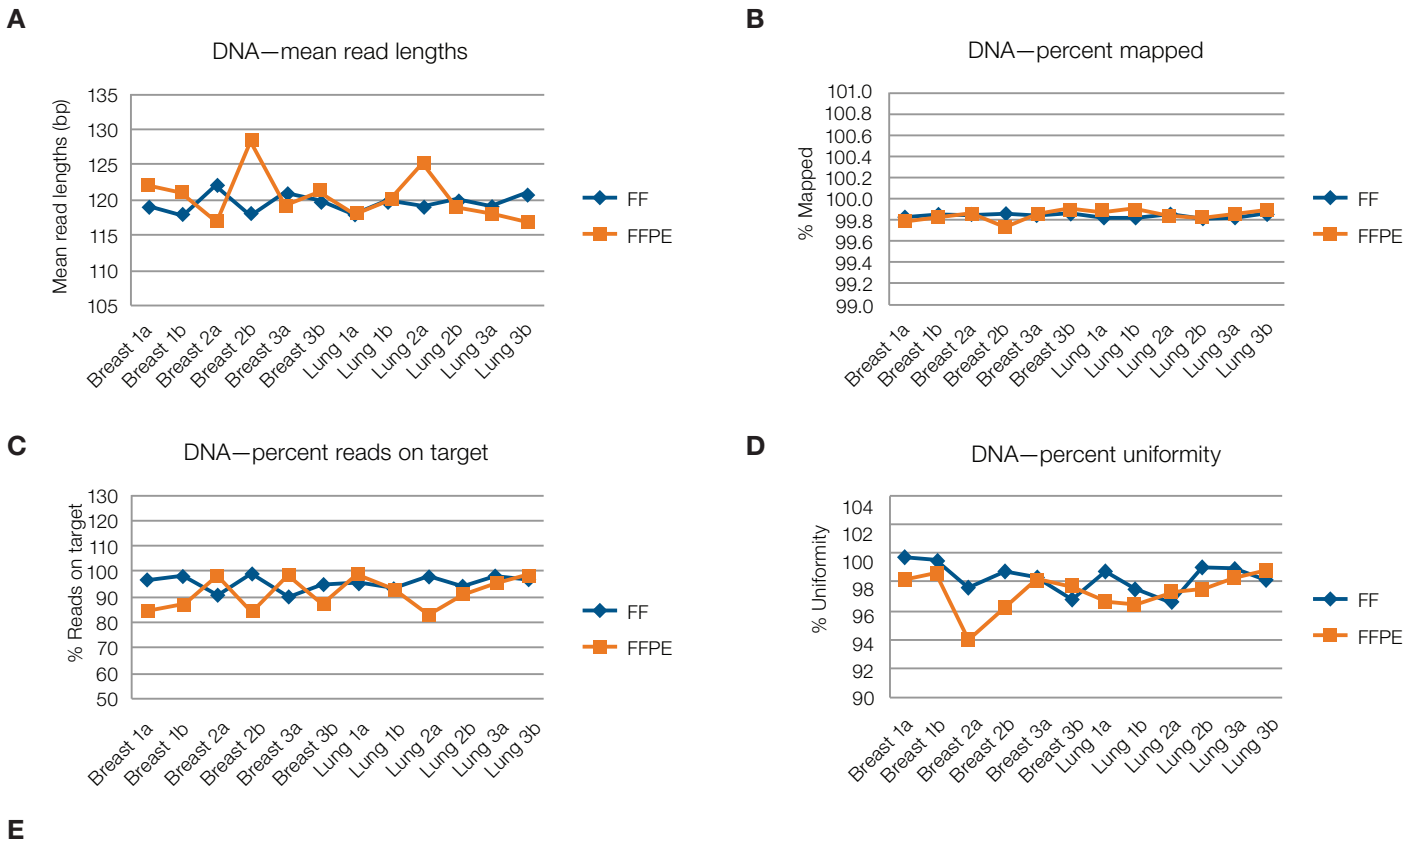 A
DNA—mean read lengths
Mean read lengths (bp)
135
130
125
120
115
110
105
Breast 1a
Breast 1b
Breast 2a
Breast 2b
Breast 3a
Breast 3b
Lung 1a
Lung 1b
Lung 2a
Lung 2b
Lung 3a
Lung 3b
FF
FFPE
B
DNA—percent mapped
% Mapped
101.0
100.8
100.6
100.4
100.2
100.0
99.8
99.6
99.4
99.2
99.0
Breast 1a
Breast 1b
Breast 2a
Breast 2b
Breast 3a
Breast 3b
Lung 1a
Lung 1b
Lung 2a
Lung 2b
Lung 3a
Lung 3b
FF
FFPE
C
DNA—percent reads on target
% Reads on target
130
120
110
100
90
80
70
60
50
Breast 1a
Breast 1b
Breast 2a
Breast 2b
Breast 3a
Breast 3b
Lung 1a
Lung 1b
Lung 2a
Lung 2b
Lung 3a
Lung 3b
FF
FFPE
D
DNA—percent uniformity
% Uniformity
104
102
100
98
96
94
92
90
Breast 1a
Breast 1b
Breast 2a
Breast 2b
Breast 3a
Breast 3b
Lung 1a
Lung 1b
Lung 2a
Lung 2b
Lung 3a
Lung 3b
FF
FFPE
E